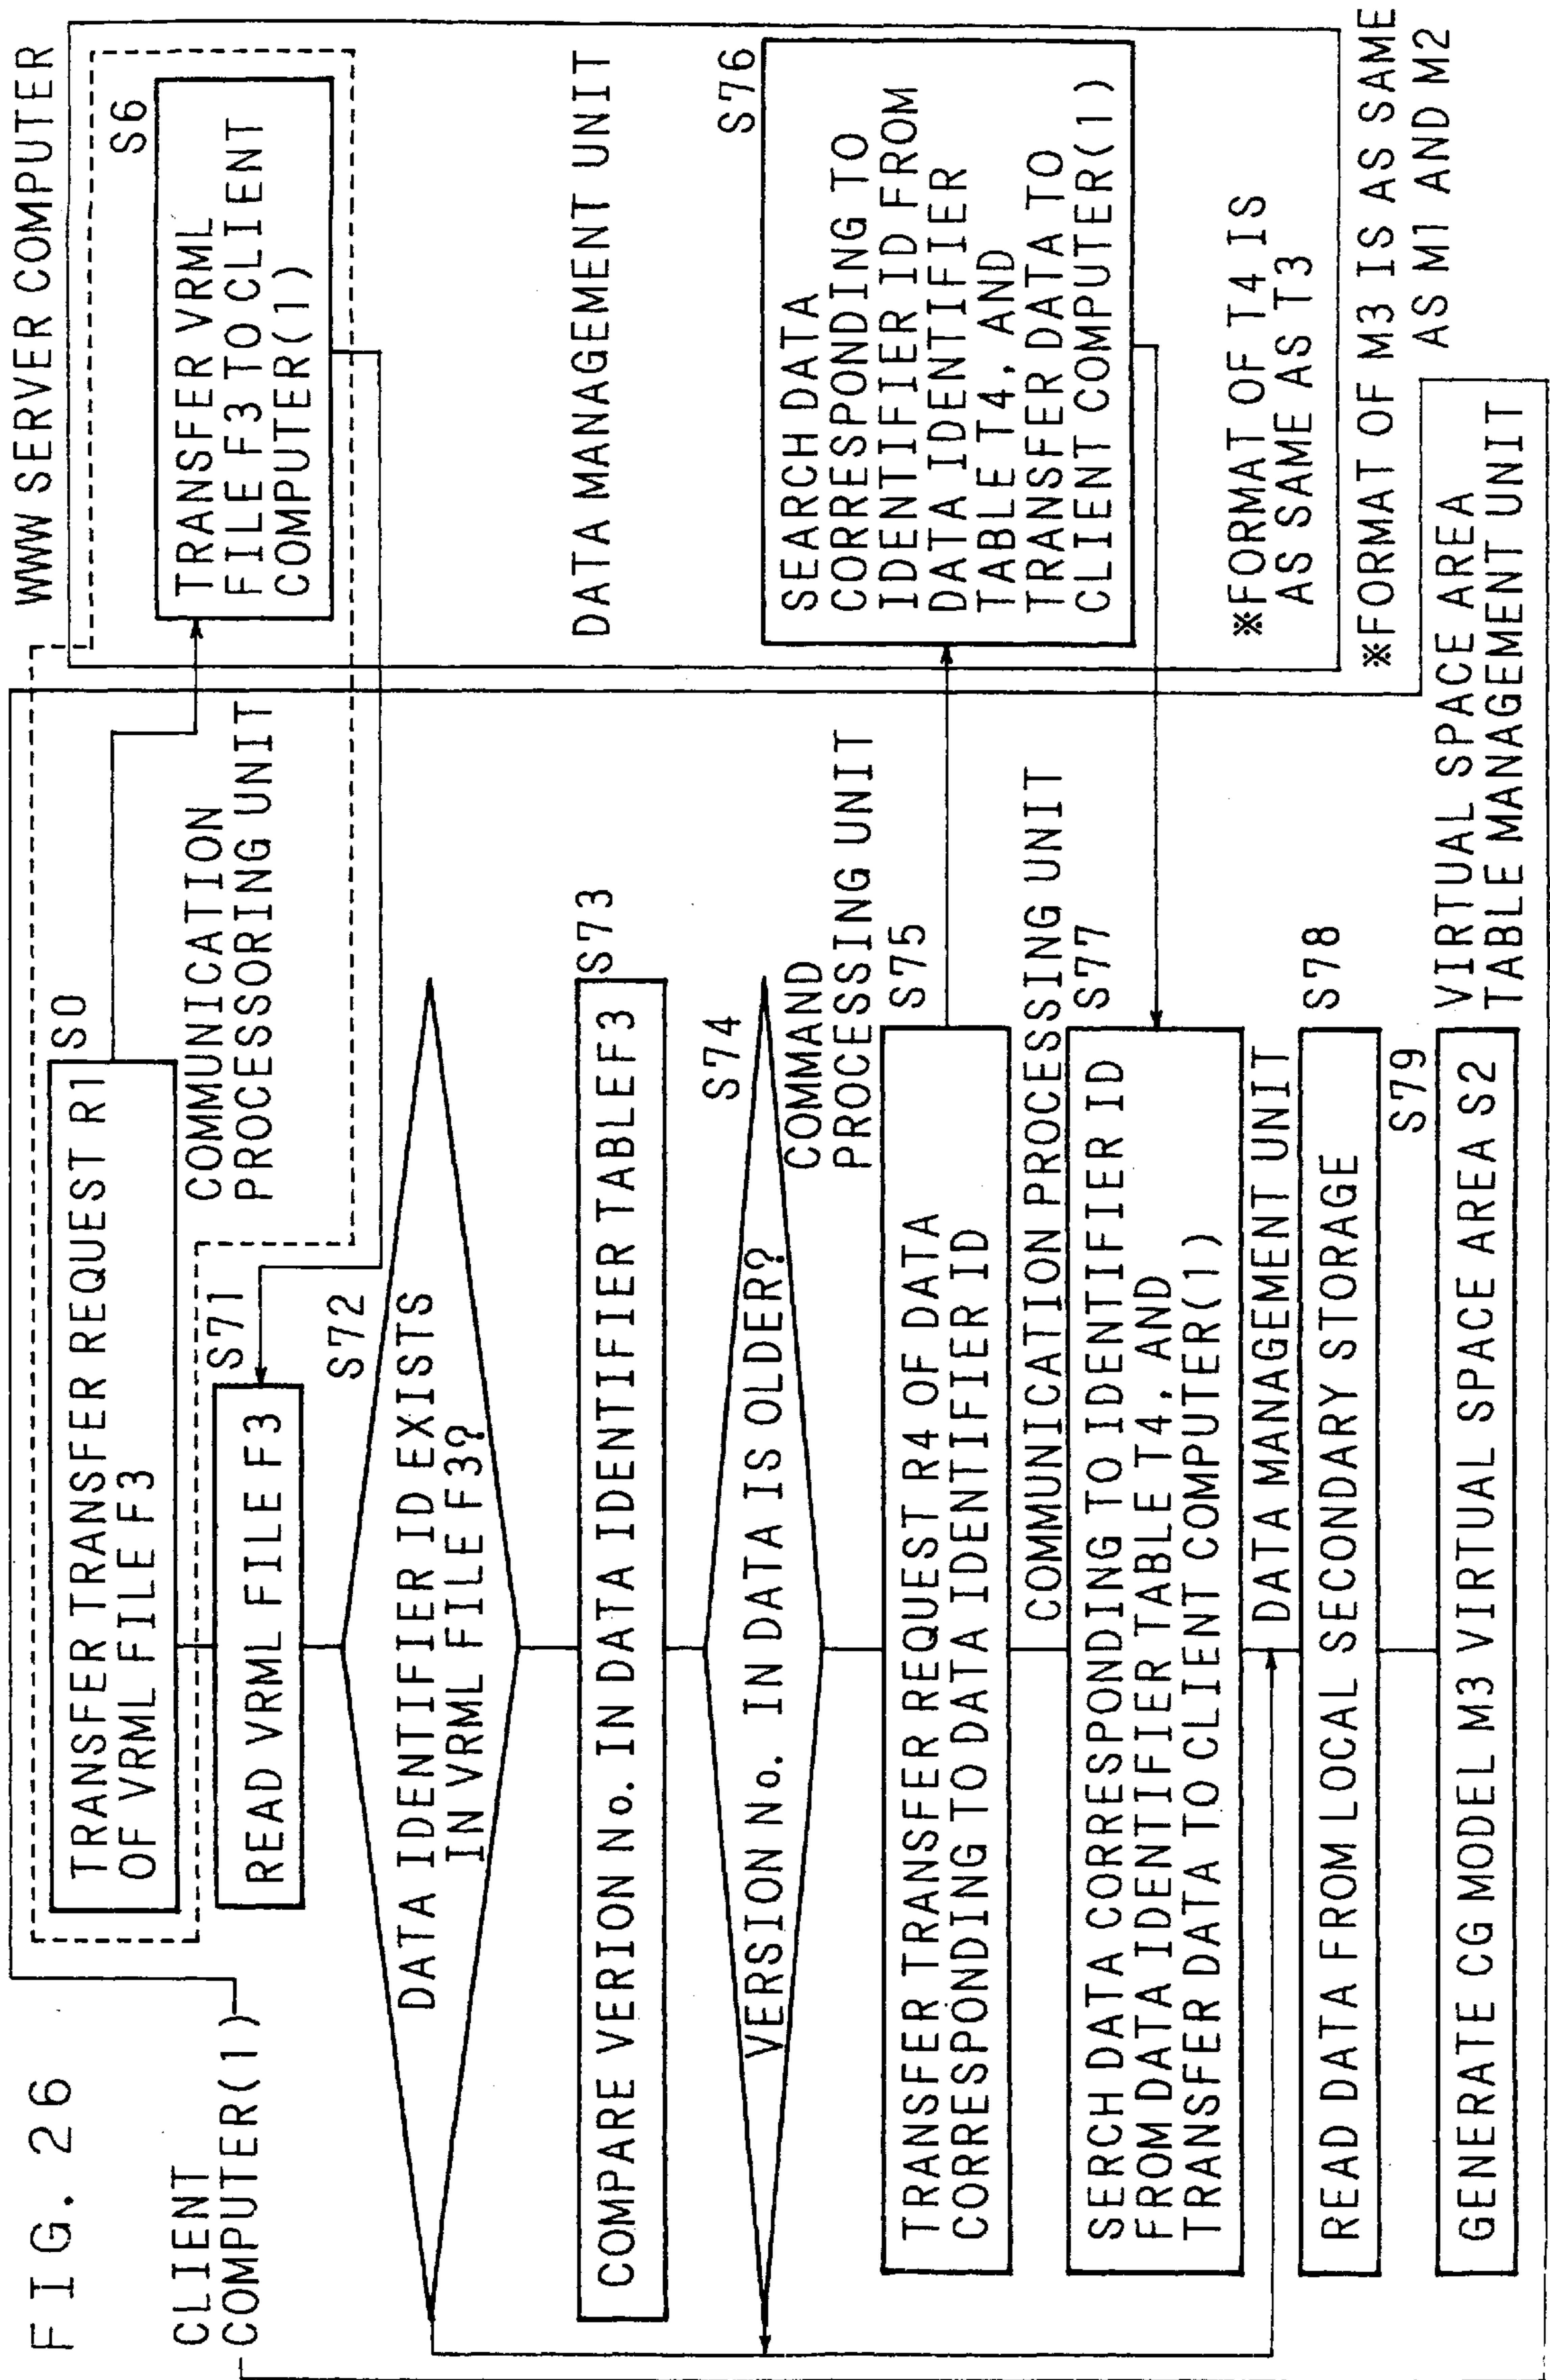 FIG. 26
CLIENT
COMPUTER(1)
WWW SERVER COMPUTER
TRANSFER TRANSFER REQUEST R1
OF VRML FILE F3
S0
COMMUNICATION
PROCESSORING UNIT
TRANSFER VRML
FILE F3 TO CLIENT
COMPUTER(1)
S6
READ VRML FILE F3
S71
S72
DATA IDENTIFIER ID EXISTS
IN VRML FILE F3?
DATA MANAGEMENT UNIT
COMPARE VERION No. IN DATA IDENTIFIER TABLEF3
S73
S74
VERSION No. IN DATA IS OLDER?
COMMAND
PROCESSING UNIT
S75
TRANSFER TRANSFER REQUEST R4 OF DATA
CORRESPONDING TO DATA IDENTIFIER ID
S76
SEARCH DATA
CORRESPONDING TO
IDENTIFIER ID FROM
DATA IDENTIFIER
TABLE T4, AND
TRANSFER DATA TO
CLIENT COMPUTER(1)
COMMUNICATION PROCESSING UNIT
S77
SERCH DATA CORRESPONDING TO IDENTIFIER ID
FROM DATA IDENTIFIER TABLE T4, AND
TRANSFER DATA TO CLIENT COMPUTER(1)
DATA MANAGEMENT UNIT
※FORMAT OF T4 IS
AS SAME AS T3
READ DATA FROM LOCAL SECONDARY STORAGE
S78
※FORMAT OF M3 IS AS SAME
AS M1 AND M2
S79
GENERATE CG MODEL M3 VIRTUAL SPACE AREA S2
VIRTUAL SPACE AREA
TABLE MANAGEMENT UNIT